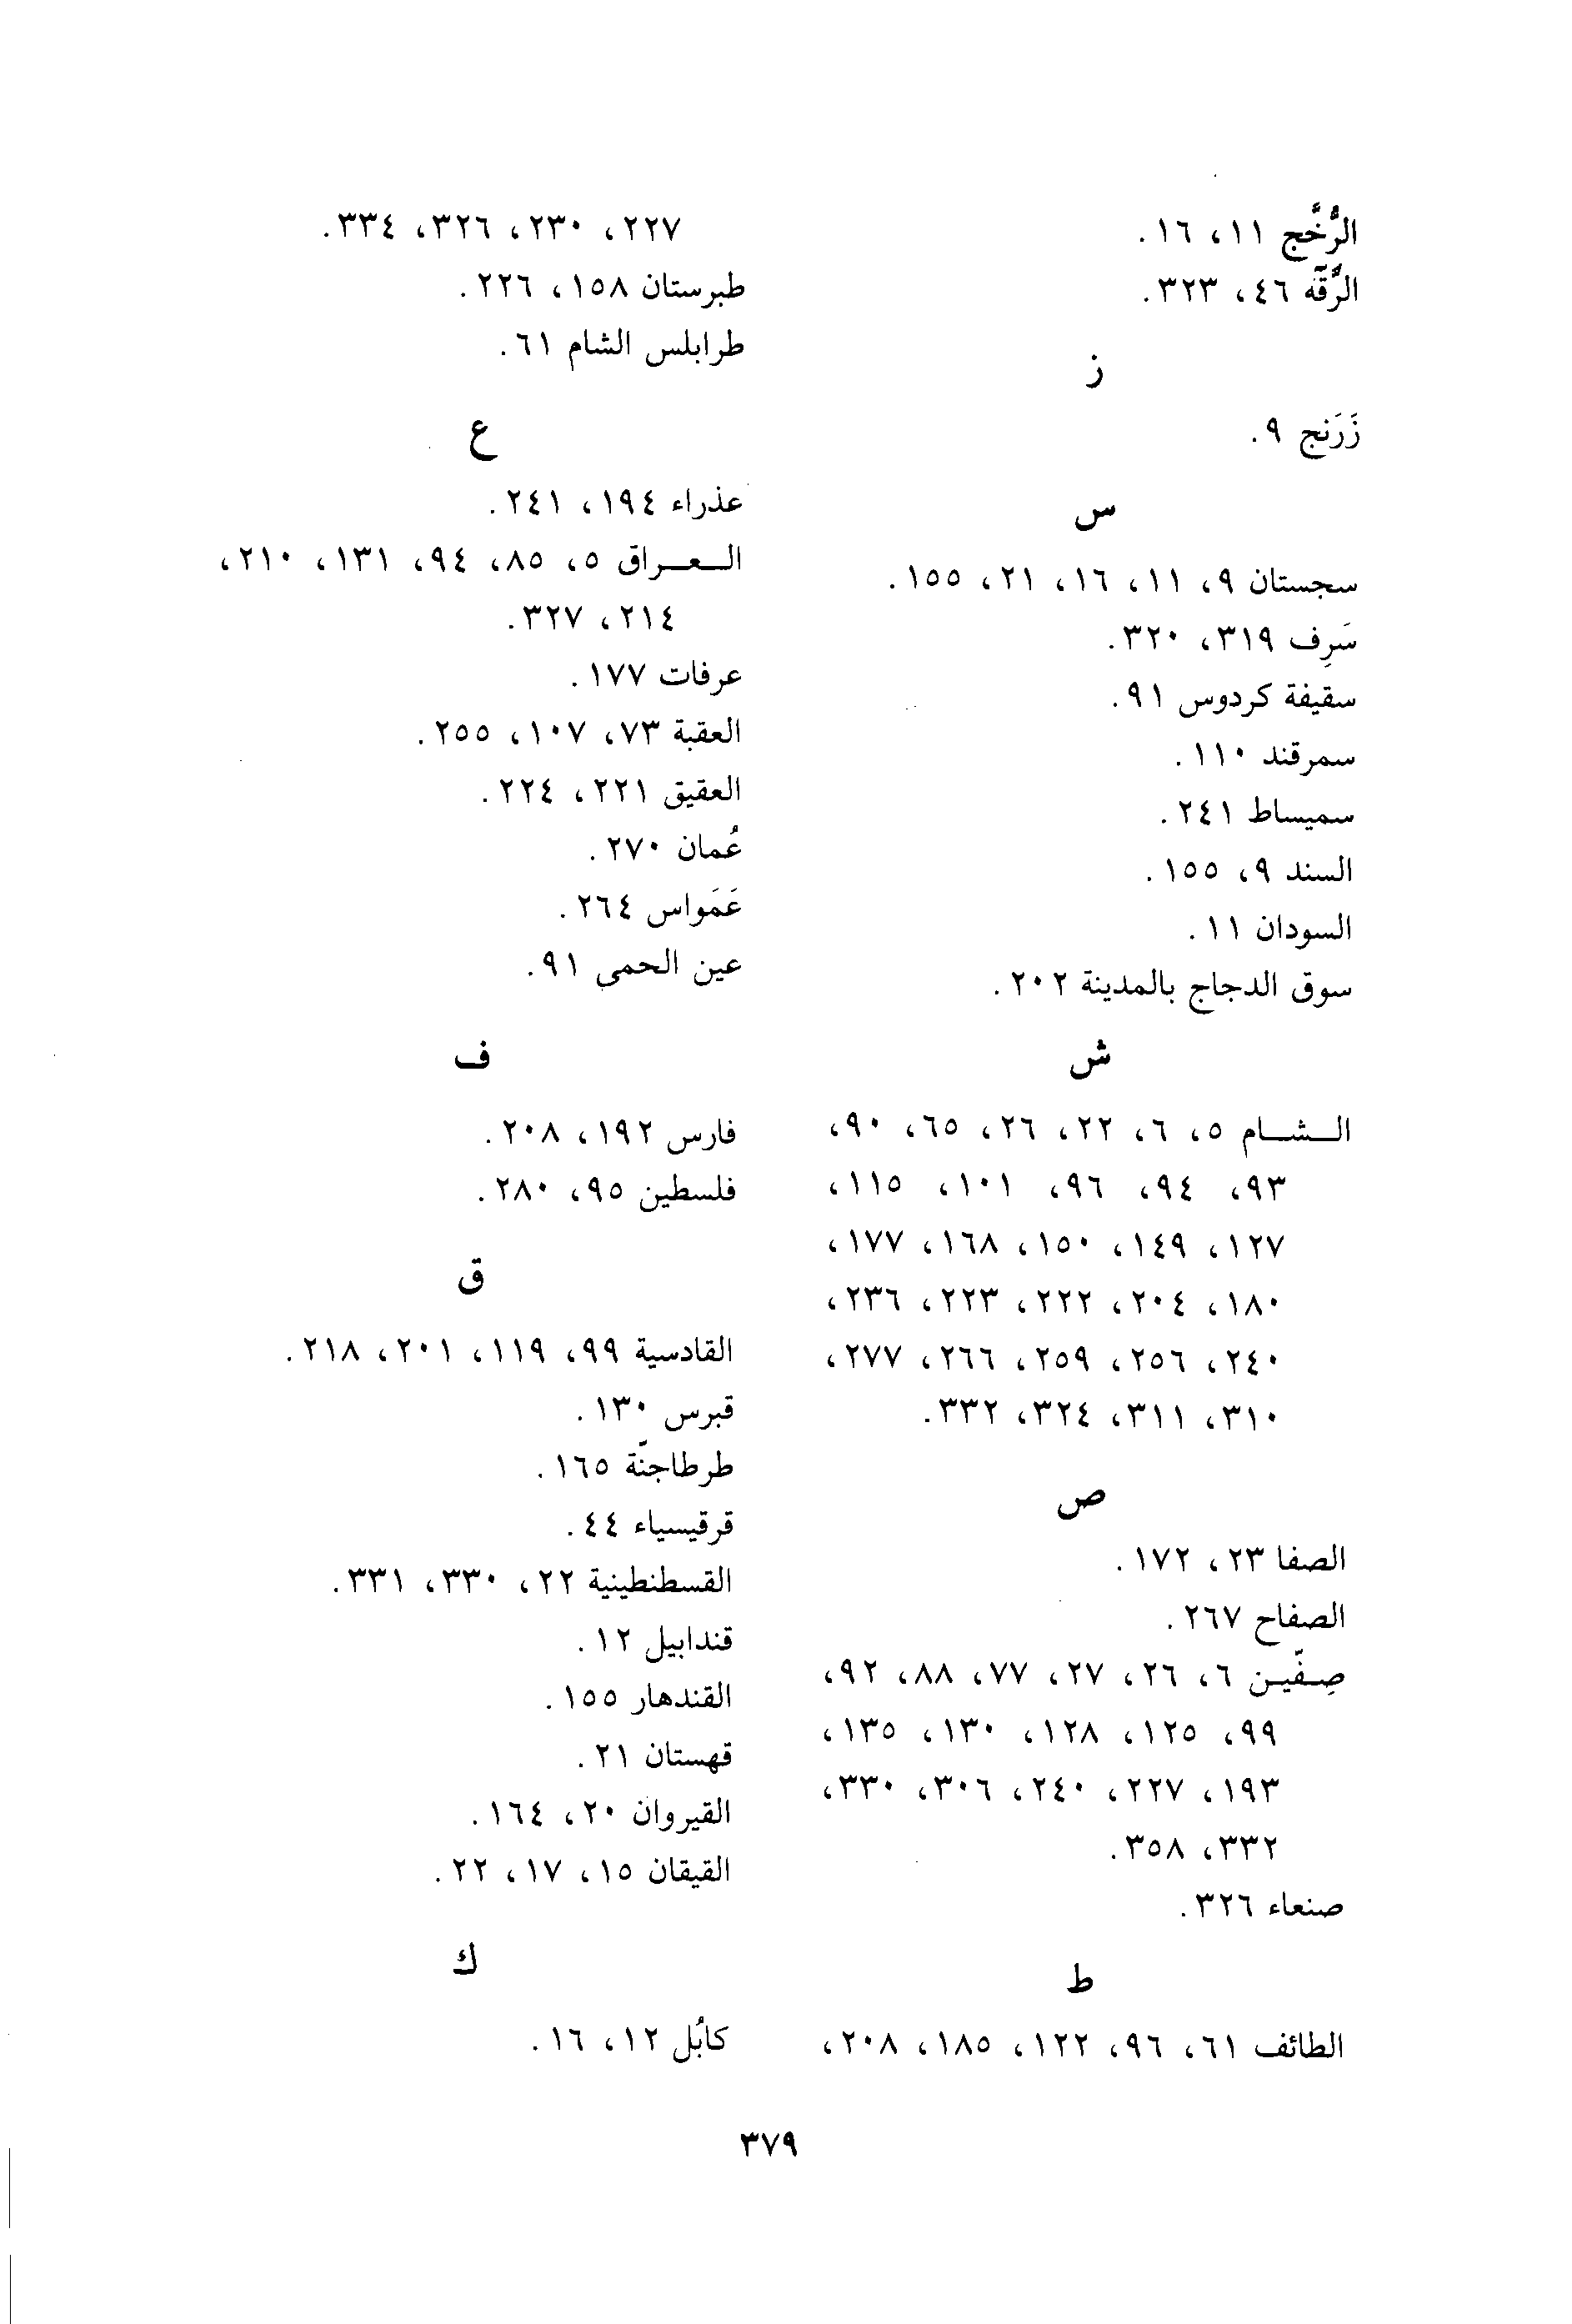 الرُّخَّج ١١، ١٦.
الرَّقَّة ٤٦، ٣٢٣.
ز
زَرَنج ٩.
س
سجستان ٩، ١١، ١٦، ٢١، ١٥٥.
سَرِف ٣١٩، ٣٢٠.
سقيفة كردوس ٩١.
سمرقند ١١٠.
سميساط ٢٤١.
السند ٩، ١٥٥.
السودان ١١.
سوق الدجاج بالمدينة ٢٠٢.
ش
الـشـام ٥، ٦، ٢٢، ٢٦، ٦٥، ٩٠،
٩٣، ٩٤، ٩٦، ١٠١، ١١٥،
١٢٧، ١٤٩، ١٥٠، ١٦٨، ١٧٧،
١٨٠، ٢٠٤، ٢٢٢، ٢٢٣، ٢٣٦،
٢٤٠، ٢٥٦، ٢٥٩، ٢٦٦، ٢٧٧،
٣١٠، ٣١١، ٣٢٤، ٣٣٢.
ص
الصفا ٢٣، ١٧٢.
الصفاح ٢٦٧.
صِـفّيـن ٦، ٢٦، ٢٧، ٧٧، ٨٨، ٩٢،
٩٩، ١٢٥، ١٢٨، ١٣٠، ١٣٥،
١٩٣، ٢٢٧، ٢٤٠، ٣٠٦، ٣٣٠،
٣٣٢، ٣٥٨.
صنعاء ٣٢٦.
ط
الطائف ٦١، ٩٦، ١٢٢، ١٨٥، ٢٠٨،
٢٢٧، ٢٣٠، ٣٢٦، ٣٣٤.
طبرستان ١٥٨، ٢٢٦.
طرابلس الشام ٦١.
ع
عذراء ١٩٤، ٢٤١.
الـعـراق ٥، ٨٥، ٩٤، ١٣١، ٢١٠،
٢١٤، ٣٢٧.
عرفات ١٧٧.
العقبة ٧٣، ١٠٧، ٢٥٥.
العقيق ٢٢١، ٢٢٤.
عُمان ٢٧٠.
عَمَواس ٢٦٤.
عين الحمى ٩١.
ف
فارس ١٩٢، ٢٠٨.
فلسطين ٩٥، ٢٨٠.
ق
القادسية ٩٩، ١١٩، ٢٠١، ٢١٨.
قبرس ١٣٠.
طرطاجنّة ١٦٥.
قرقيسياء ٤٤.
القسطنطينية ٢٢، ٣٣٠، ٣٣١.
قندابيل ١٢.
القندهار ١٥٥.
قهستان ٢١.
القيروان ٢٠، ١٦٤.
القيقان ١٥، ١٧، ٢٢.
ك
كابُل ١٢، ١٦.
٣٧٩